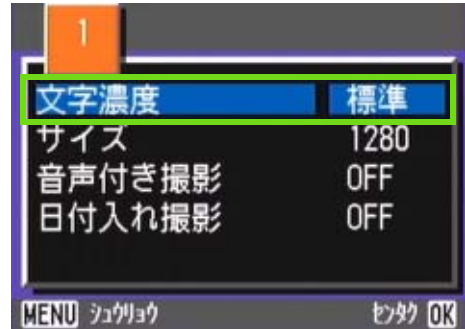 1
文字濃度 標準
サイズ 1280
音声付き撮影 OFF
日付入れ撮影 OFF
MENU シュウリョウ センタク OK